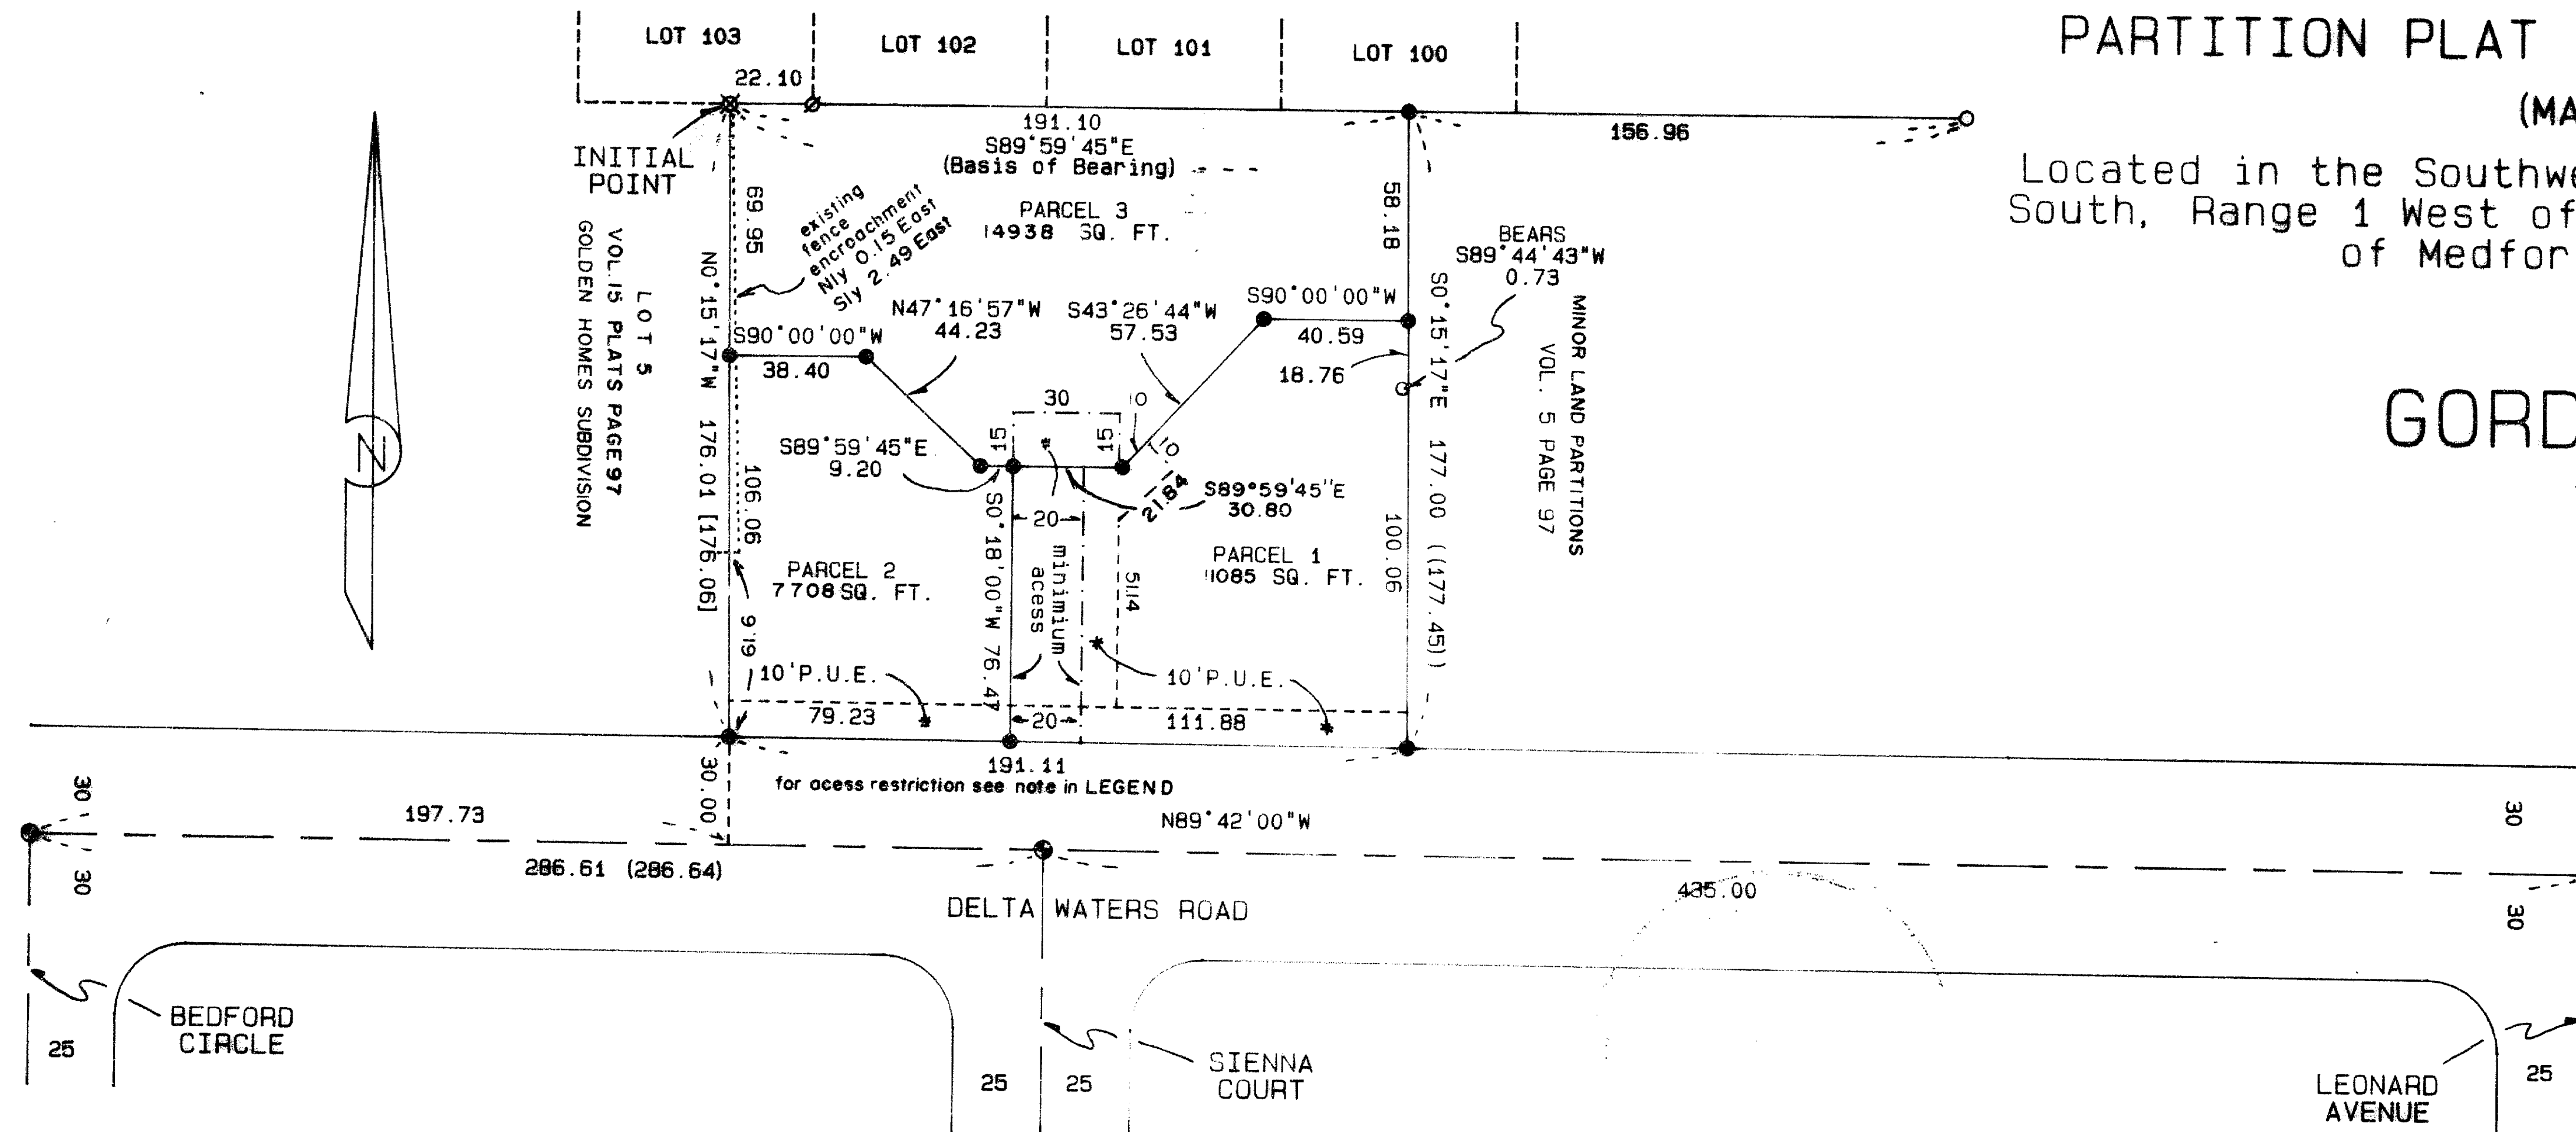 LOT 103
LOT 102
LOT 101
LOT 100
PARTITION PLAT
(MA
Located in the Southwe
South, Range 1 West of
of Medfor
GORD
22.10
191.10
S89°59'45"E
(Basis of Bearing)
156.96
INITIAL
POINT
69.95
existing
fence
encroachment
Nly 0.15 East
Sly 2.49 East
PARCEL 3
14938 SQ. FT.
58.18
BEARS
S89°44'43"W
0.73
LOT 5
VOL.15 PLATS PAGE 97
GOLDEN HOMES SUBDIVISION
N0°15'17"W 176.01 [176.06]
S90°00'00"W
38.40
N47°16'57"W
44.23
S43°26'44"W
57.53
S90°00'00"W
40.59
18.76
S0°15'17"E 177.00 ((177.45))
MINOR LAND PARTITIONS
VOL. 5 PAGE 97
30
10
15
*
15
10
S89°59'45"E
9.20
21.84
S89°59'45"E
30.80
20
106.06
S0°18'00"W 76.47
minimium
acess
51.14
100.06
PARCEL 2
7708 SQ. FT.
PARCEL 1
11085 SQ. FT.
9.19
10'P.U.E.
*
10'P.U.E.
79.23
*
20
111.88
*
191.11
for acess restriction see note in LEGEND
30.00
30
197.73
N89°42'00"W
30
30
286.61 (286.64)
435.00
30
DELTA WATERS ROAD
N
BEDFORD
CIRCLE
25
SIENNA
COURT
25
25
LEONARD
AVENUE
25